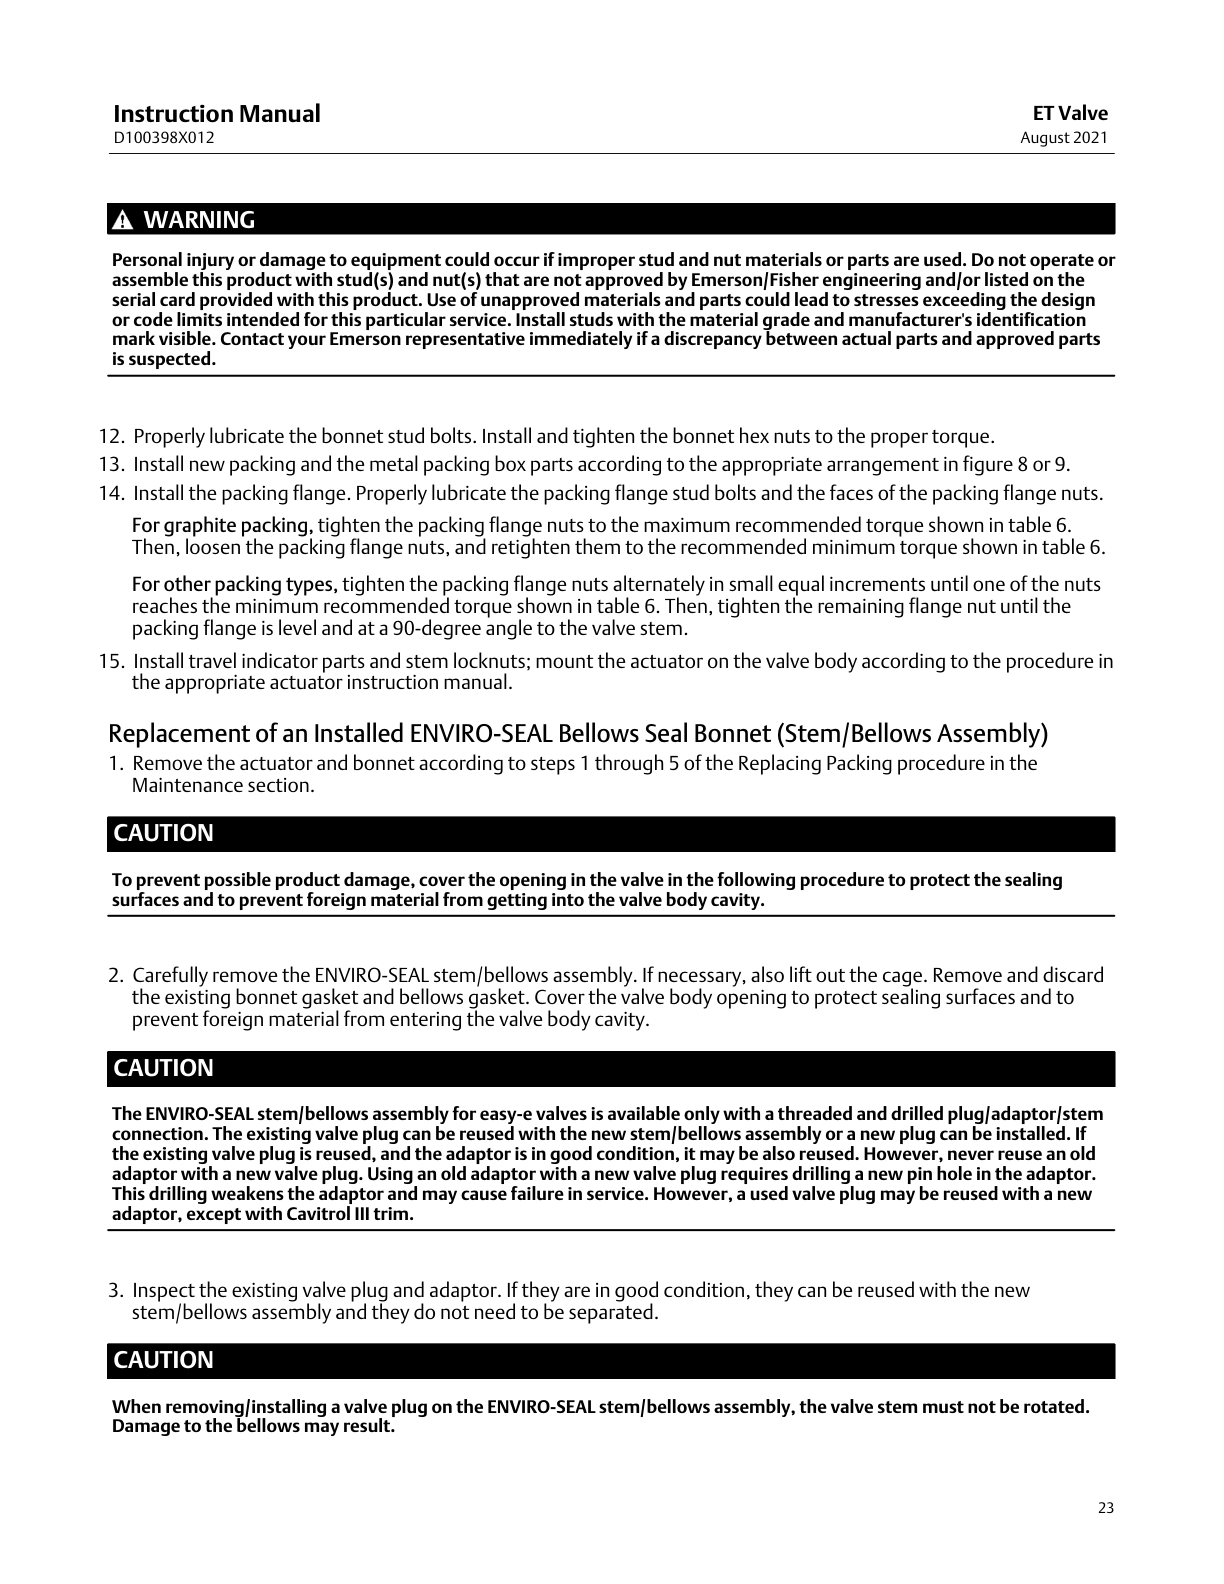 Instruction Manual
D100398X012
ET Valve
August 2021
WARNING
Personal injury or damage to equipment could occur if improper stud and nut materials or parts are used. Do not operate or
assemble this product with stud(s) and nut(s) that are not approved by Emerson/Fisher engineering and/or listed on the
serial card provided with this product. Use of unapproved materials and parts could lead to stresses exceeding the design
or code limits intended for this particular service. Install studs with the material grade and manufacturer's identification
mark visible. Contact your Emerson representative immediately if a discrepancy between actual parts and approved parts
is suspected.
12. Properly lubricate the bonnet stud bolts. Install and tighten the bonnet hex nuts to the proper torque.
13. Install new packing and the metal packing box parts according to the appropriate arrangement in figure 8 or 9.
14. Install the packing flange. Properly lubricate the packing flange stud bolts and the faces of the packing flange nuts.
For graphite packing, tighten the packing flange nuts to the maximum recommended torque shown in table 6.
Then, loosen the packing flange nuts, and retighten them to the recommended minimum torque shown in table 6.
For other packing types, tighten the packing flange nuts alternately in small equal increments until one of the nuts
reaches the minimum recommended torque shown in table 6. Then, tighten the remaining flange nut until the
packing flange is level and at a 90-degree angle to the valve stem.
15. Install travel indicator parts and stem locknuts; mount the actuator on the valve body according to the procedure in
the appropriate actuator instruction manual.
Replacement of an Installed ENVIRO-SEAL Bellows Seal Bonnet (Stem/Bellows Assembly)
1. Remove the actuator and bonnet according to steps 1 through 5 of the Replacing Packing procedure in the
Maintenance section.
CAUTION
To prevent possible product damage, cover the opening in the valve in the following procedure to protect the sealing
surfaces and to prevent foreign material from getting into the valve body cavity.
2. Carefully remove the ENVIRO-SEAL stem/bellows assembly. If necessary, also lift out the cage. Remove and discard
the existing bonnet gasket and bellows gasket. Cover the valve body opening to protect sealing surfaces and to
prevent foreign material from entering the valve body cavity.
CAUTION
The ENVIRO-SEAL stem/bellows assembly for easy-e valves is available only with a threaded and drilled plug/adaptor/stem
connection. The existing valve plug can be reused with the new stem/bellows assembly or a new plug can be installed. If
the existing valve plug is reused, and the adaptor is in good condition, it may be also reused. However, never reuse an old
adaptor with a new valve plug. Using an old adaptor with a new valve plug requires drilling a new pin hole in the adaptor.
This drilling weakens the adaptor and may cause failure in service. However, a used valve plug may be reused with a new
adaptor, except with Cavitrol III trim.
3. Inspect the existing valve plug and adaptor. If they are in good condition, they can be reused with the new
stem/bellows assembly and they do not need to be separated.
CAUTION
When removing/installing a valve plug on the ENVIRO-SEAL stem/bellows assembly, the valve stem must not be rotated.
Damage to the bellows may result.
23